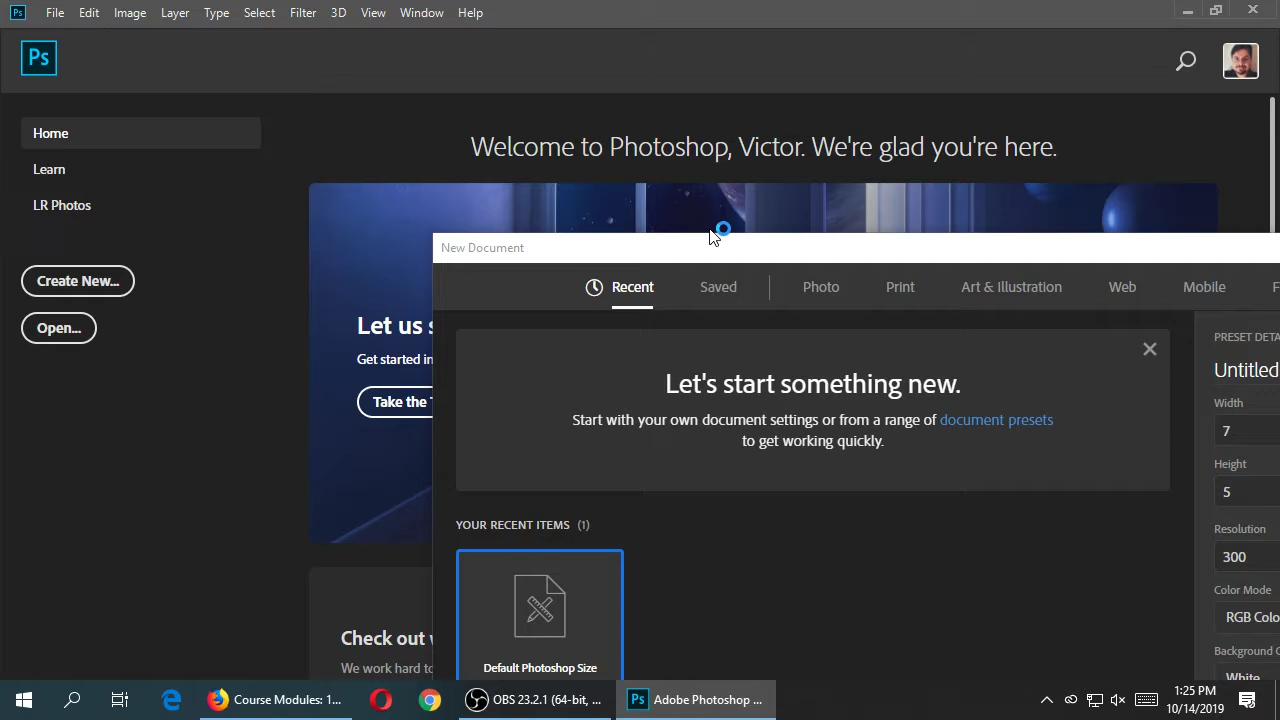 Ps File Edit Image Layer Type Select Filter 3D View Window Help
Ps
Home
Learn
LR Photos
Create New...
Open...
Welcome to Photoshop, Victor. We're glad you're here.
Let us
Get started in
Take the
Check out
We work hard to
New Document
Recent Saved Photo Print Art & Illustration Web Mobile F
Let's start something new.
Start with your own document settings or from a range of document presets
to get working quickly.
YOUR RECENT ITEMS (1)
Default Photoshop Size
PRESET DETA
Untitled
Width
7
Height
5
Resolution
300
Color Mode
RGB Colo
Background C
White
Course Modules: 1... OBS 23.2.1 (64-bit, ... Ps Adobe Photoshop ...
1:25 PM
10/14/2019